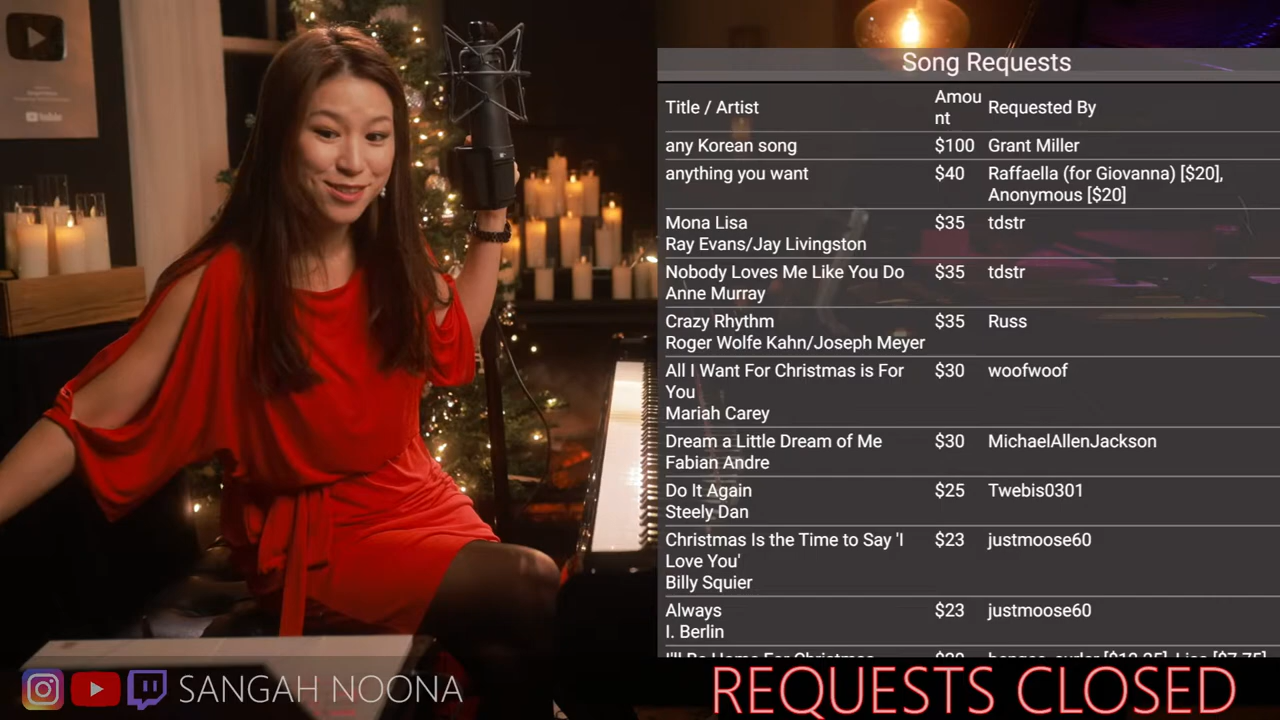 Song Requests
Title / Artist
Amou
nt
Requested By
any Korean song
$100
Grant Miller
anything you want
$40
Raffaella (for Giovanna) [$20],
Anonymous [$20]
Mona Lisa
$35
tdstr
Ray Evans/Jay Livingston
Nobody Loves Me Like You Do
$35
tdstr
Anne Murray
Crazy Rhythm
$35
Russ
Roger Wolfe Kahn/Joseph Meyer
All I Want For Christmas is For
$30
woofwoof
You
Mariah Carey
Dream a Little Dream of Me
$30
MichaelAllenJackson
Fabian Andre
Do It Again
$25
Twebis0301
Steely Dan
Christmas Is the Time to Say 'I
$23
justmoose60
Love You'
Billy Squier
Always
$23
justmoose60
I. Berlin
I'll Be Home For Christmas
SANGAH NOONA
REQUESTS CLOSED